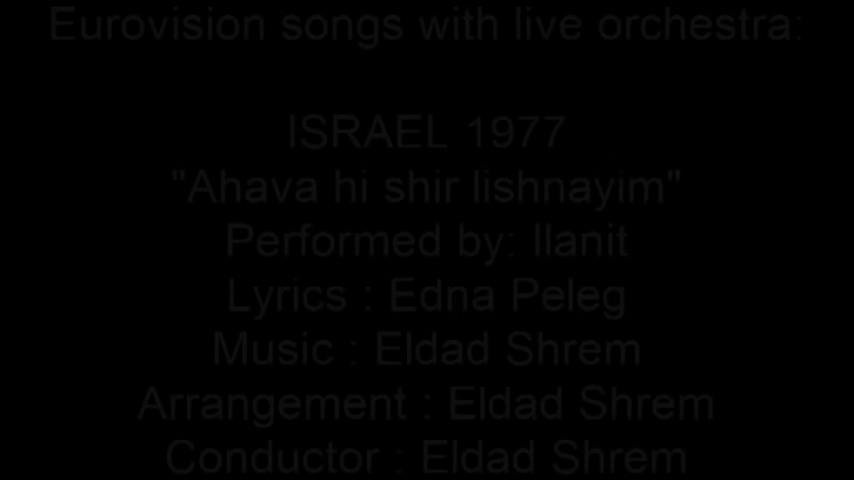 Eurovision songs with live orchestra:
ISRAEL 1977
"Ahava hi shir lishnayim"
Performed by: Ilanit
Lyrics : Edna Peleg
Music : Eldad Shrem
Arrangement : Eldad Shrem
Conductor : Eldad Shrem